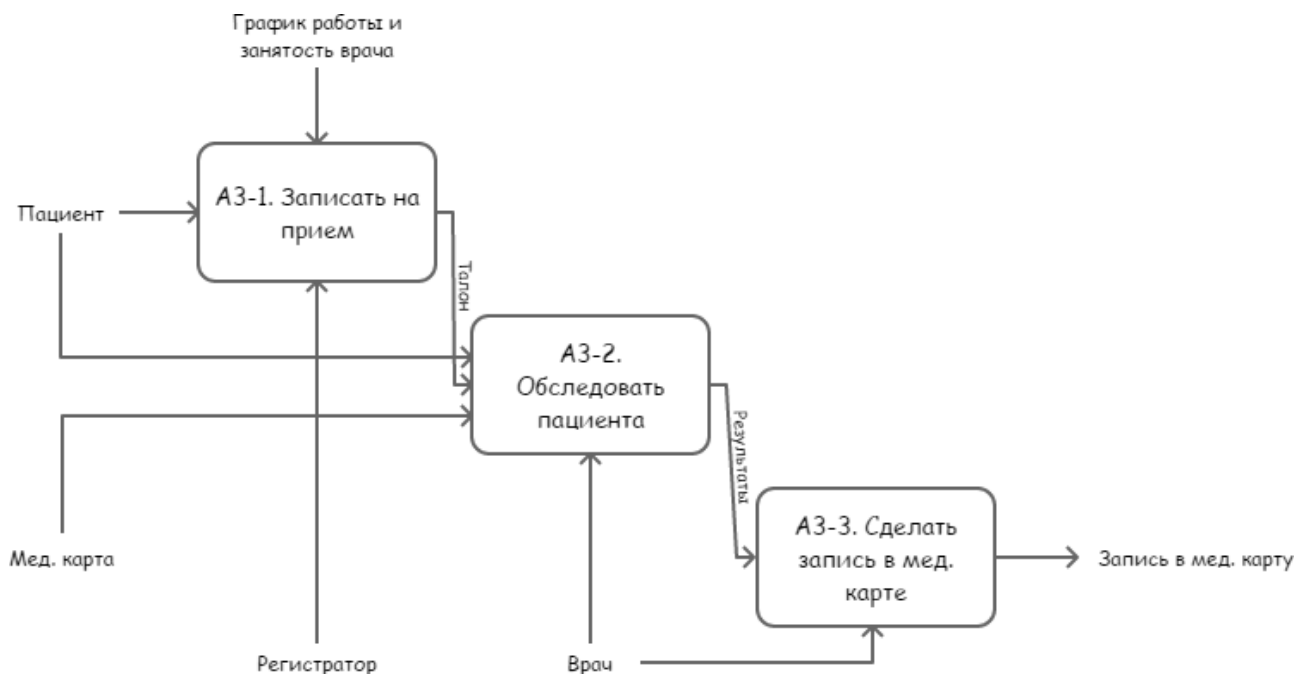 График работы и
занятость врача
А3-1. Записать на
прием
Пациент
Талон
А3-2.
Обследовать
пациента
Результаты
Мед. карта
А3-3. Сделать
запись в мед.
карте
Запись в мед. карту
Регистратор
Врач